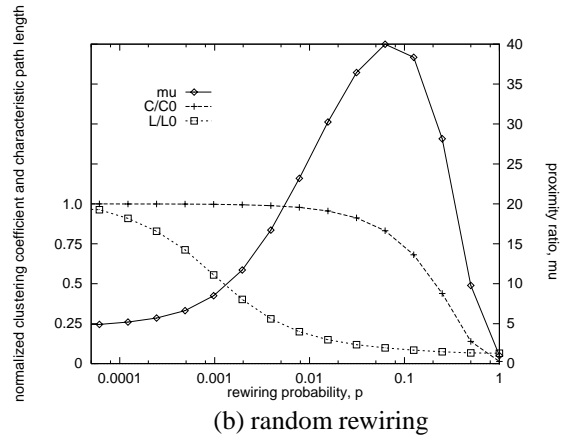 normalized clustering coefficient and characteristic path length
1.0
0.75
0.5
0.25
0
mu
C/C0
L/L0
40
35
30
25
20
15
10
5
0
proximity ratio, mu
0.0001
0.001
0.01
0.1
1
rewiring probability, p
(b) random rewiring